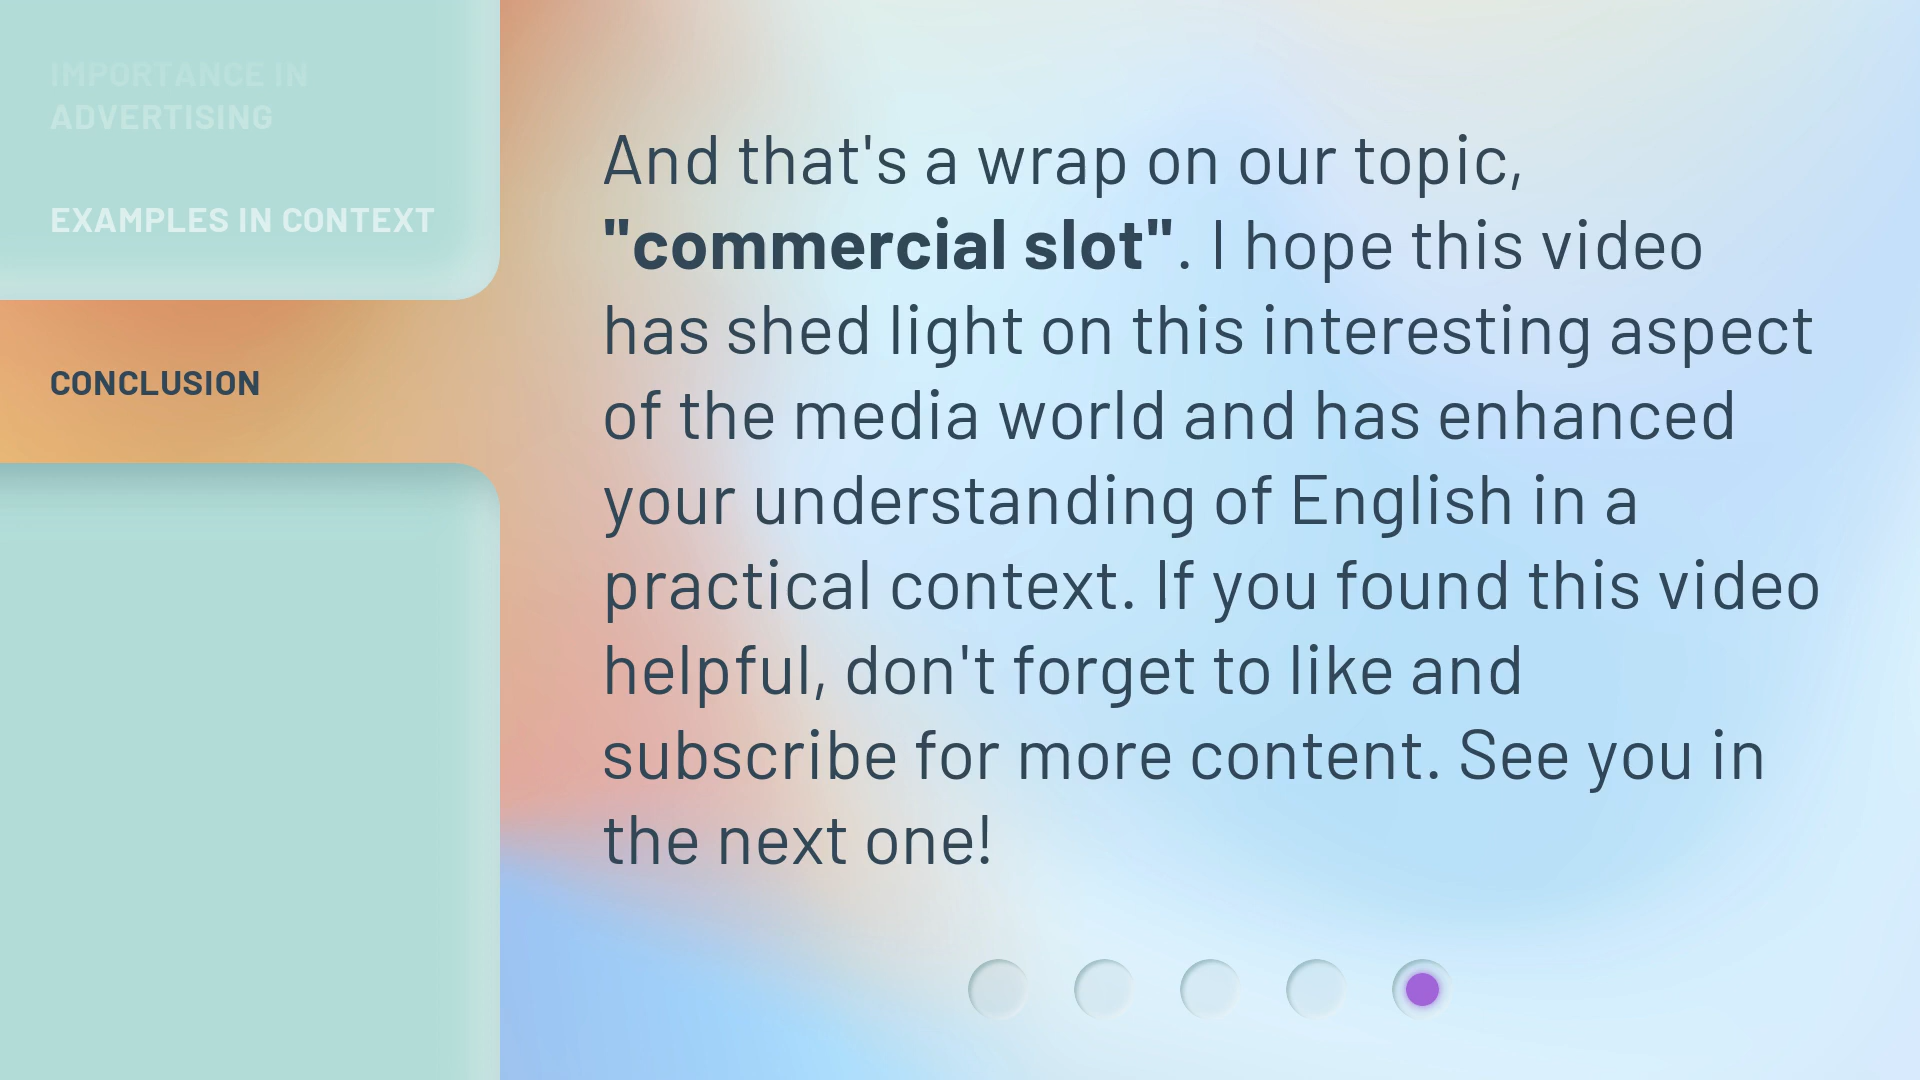 IMPORTANCE IN
ADVERTISING
EXAMPLES IN CONTEXT
CONCLUSION
And that's a wrap on our topic,
"commercial slot". I hope this video
has shed light on this interesting aspect
of the media world and has enhanced
your understanding of English in a
practical context. If you found this video
helpful, don't forget to like and
subscribe for more content. See you in
the next one!